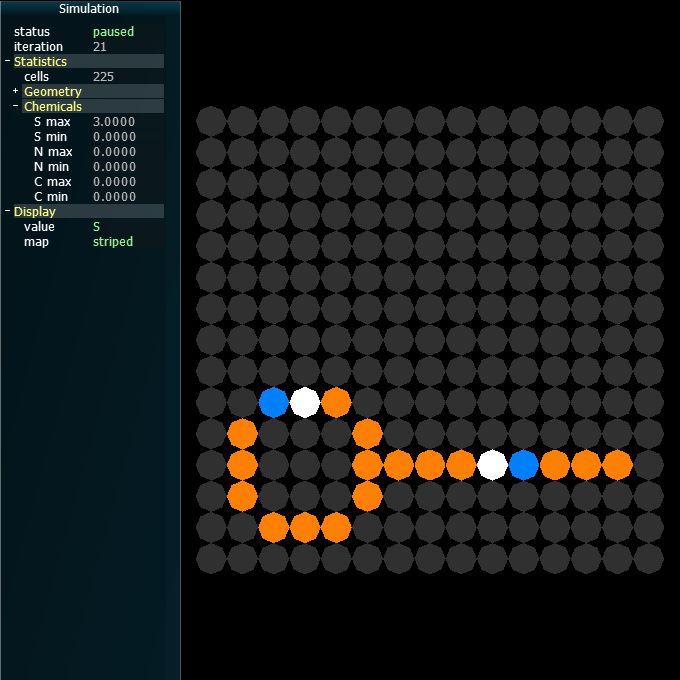 Simulation
status paused
iteration 21
- Statistics
cells 225
+ Geometry
- Chemicals
S max 3.0000
S min 0.0000
N max 0.0000
N min 0.0000
C max 0.0000
C min 0.0000
- Display
value S
map striped